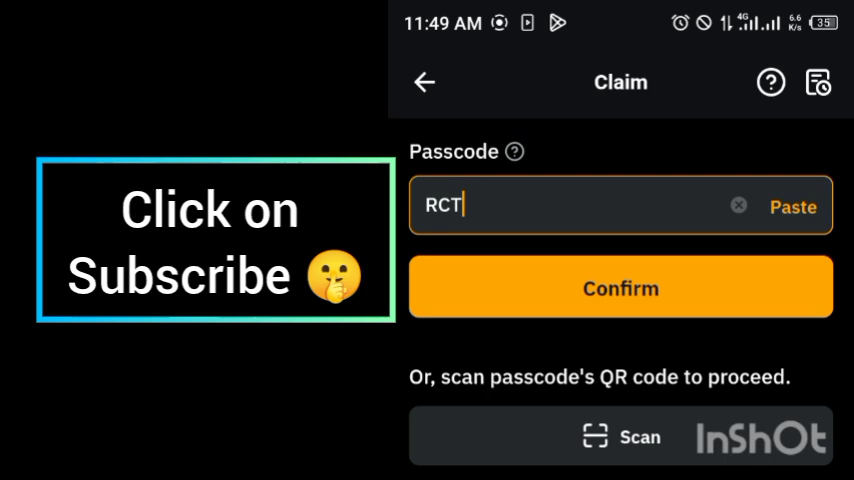 Click on
Subscribe 🤫
11:49 AM
4G
6.6
K/s
35
Claim
Passcode
RCT
Paste
Confirm
Or, scan passcode's QR code to proceed.
Scan
InShOt